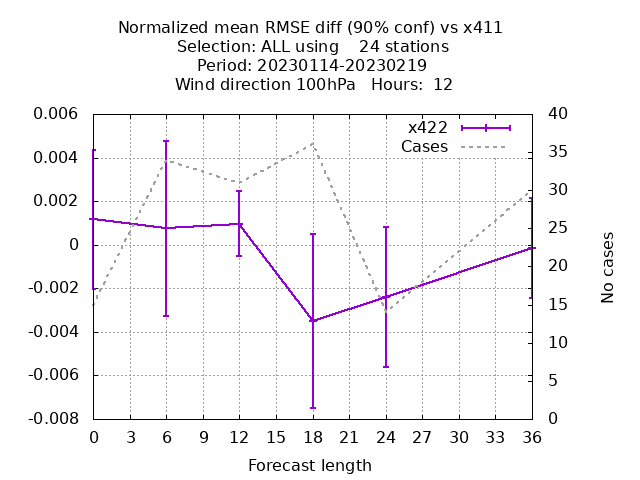 Normalized mean RMSE diff (90% conf) vs x411
Selection: ALL using    24 stations
Period: 20230114-20230219
Wind direction 100hPa   Hours:  12
x422
Cases
0.006
0.004
0.002
0
-0.002
-0.004
-0.006
-0.008
40
35
30
25
20
15
10
5
0
No cases
0 3 6 9 12 15 18 21 24 27 30 33 36
Forecast length